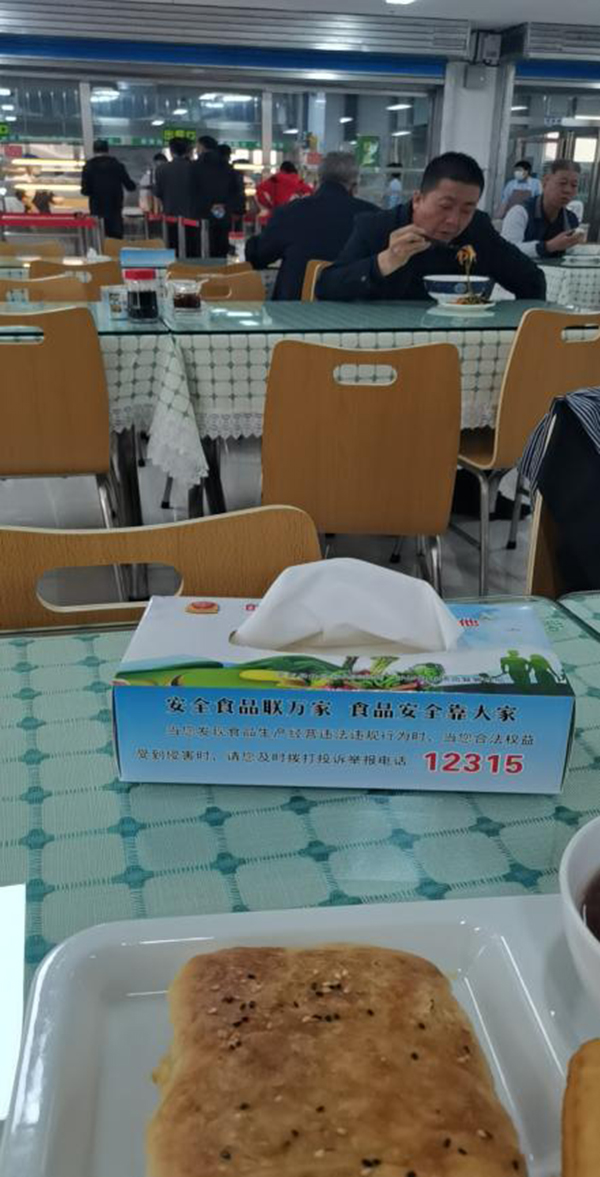 安全食品联万家 食品安全靠大家
当您发现食品生产经营违法违规行为时，当您合法权益
受到侵害时，请您及时拨打投诉举报电话 12315